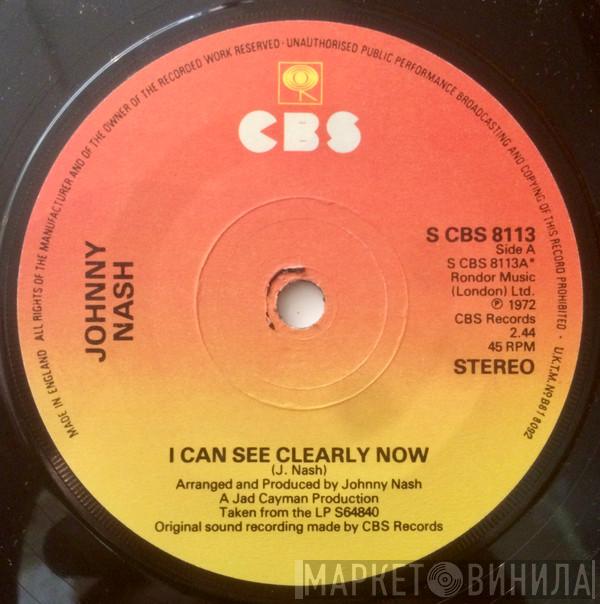 MADE IN ENGLAND ALL RIGHTS OF THE MANUFACTURER AND OF THE OWNER OF THE RECORDED WORK RESERVED · UNAUTHORISED PUBLIC PERFORMANCE BROADCASTING AND COPYING OF THIS RECORD PROHIBITED · U.K.T.M. Nº B618092
CBS
JOHNNY
NASH
S CBS 8113
Side A
S CBS 8113A*
Rondor Music
(London) Ltd.
℗ 1972
CBS Records
2.44
45 RPM
STEREO
I CAN SEE CLEARLY NOW
(J. Nash)
Arranged and Produced by Johnny Nash
A Jad Cayman Production
Taken from the LP S64840
Original sound recording made by CBS Records
МАРКЕТ ВИНИЛА